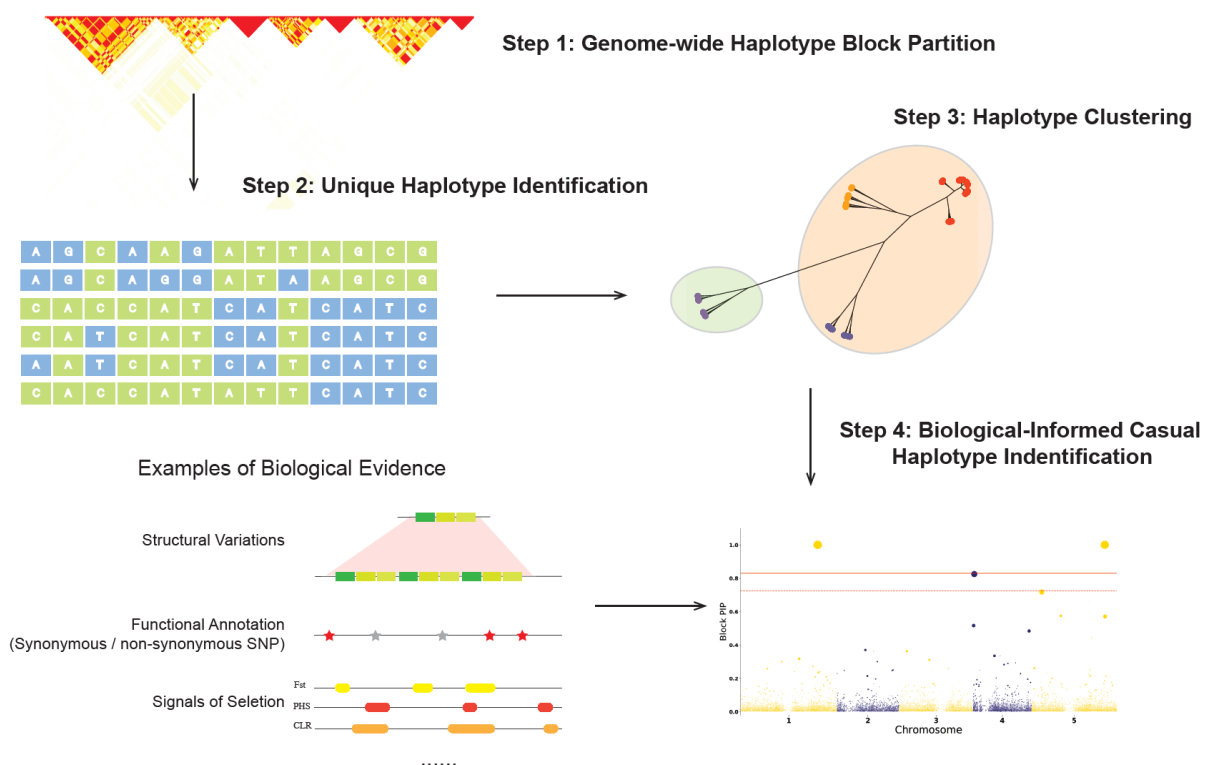 Step 1: Genome-wide Haplotype Block Partition
Step 3: Haplotype Clustering
Step 2: Unique Haplotype Identification
A G C A A G A T T A G C G
A G C A G G A T A A G C G
C A C C A T C A T C A T C
C A T C A T C A T C A T C
A A T C A T C A T C A T C
C A C C A T A T T C A T C
Step 4: Biological-Informed Casual
Haplotype Indentification
Examples of Biological Evidence
Structural Variations
Functional Annotation
(Synonymous / non-synonymous SNP)
Signals of Seletion
Fst
PHS
CLR
......
Block PIP
1.0
0.8
0.6
0.4
0.2
0.0
1 2 3 4 5
Chromosome